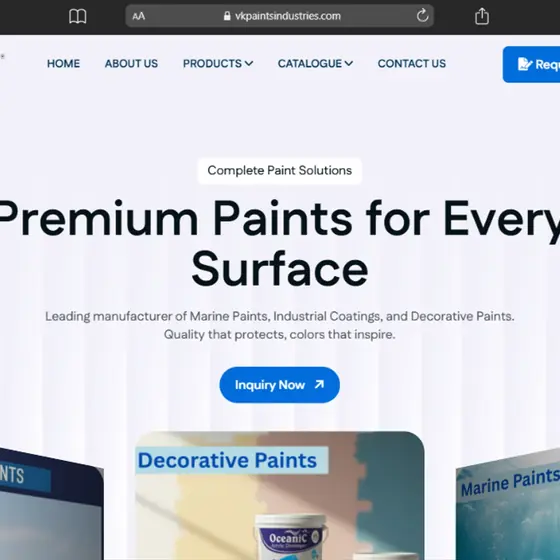 AA vkpaintsindustries.com
HOME ABOUT US PRODUCTS CATALOGUE CONTACT US Requ
Complete Paint Solutions
Premium Paints for Every
Surface
Leading manufacturer of Marine Paints, Industrial Coatings, and Decorative Paints.
Quality that protects, colors that inspire.
Inquiry Now
NTS
Decorative Paints
Marine Paints
OceaniC